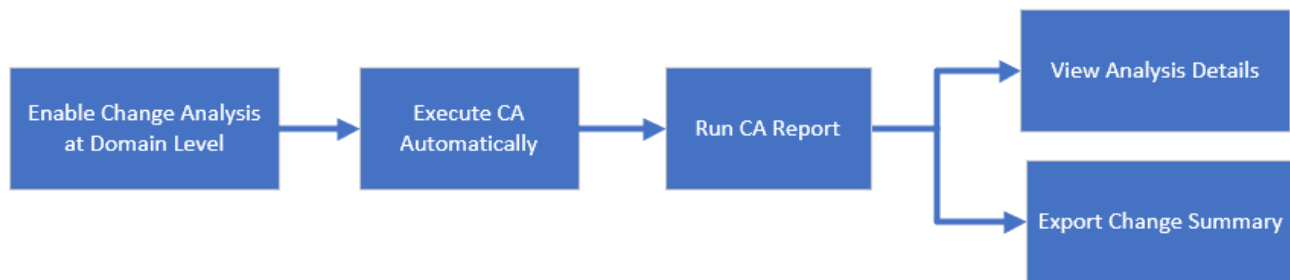 Enable Change Analysis
at Domain Level
Execute CA
Automatically
Run CA Report
View Analysis Details
Export Change Summary